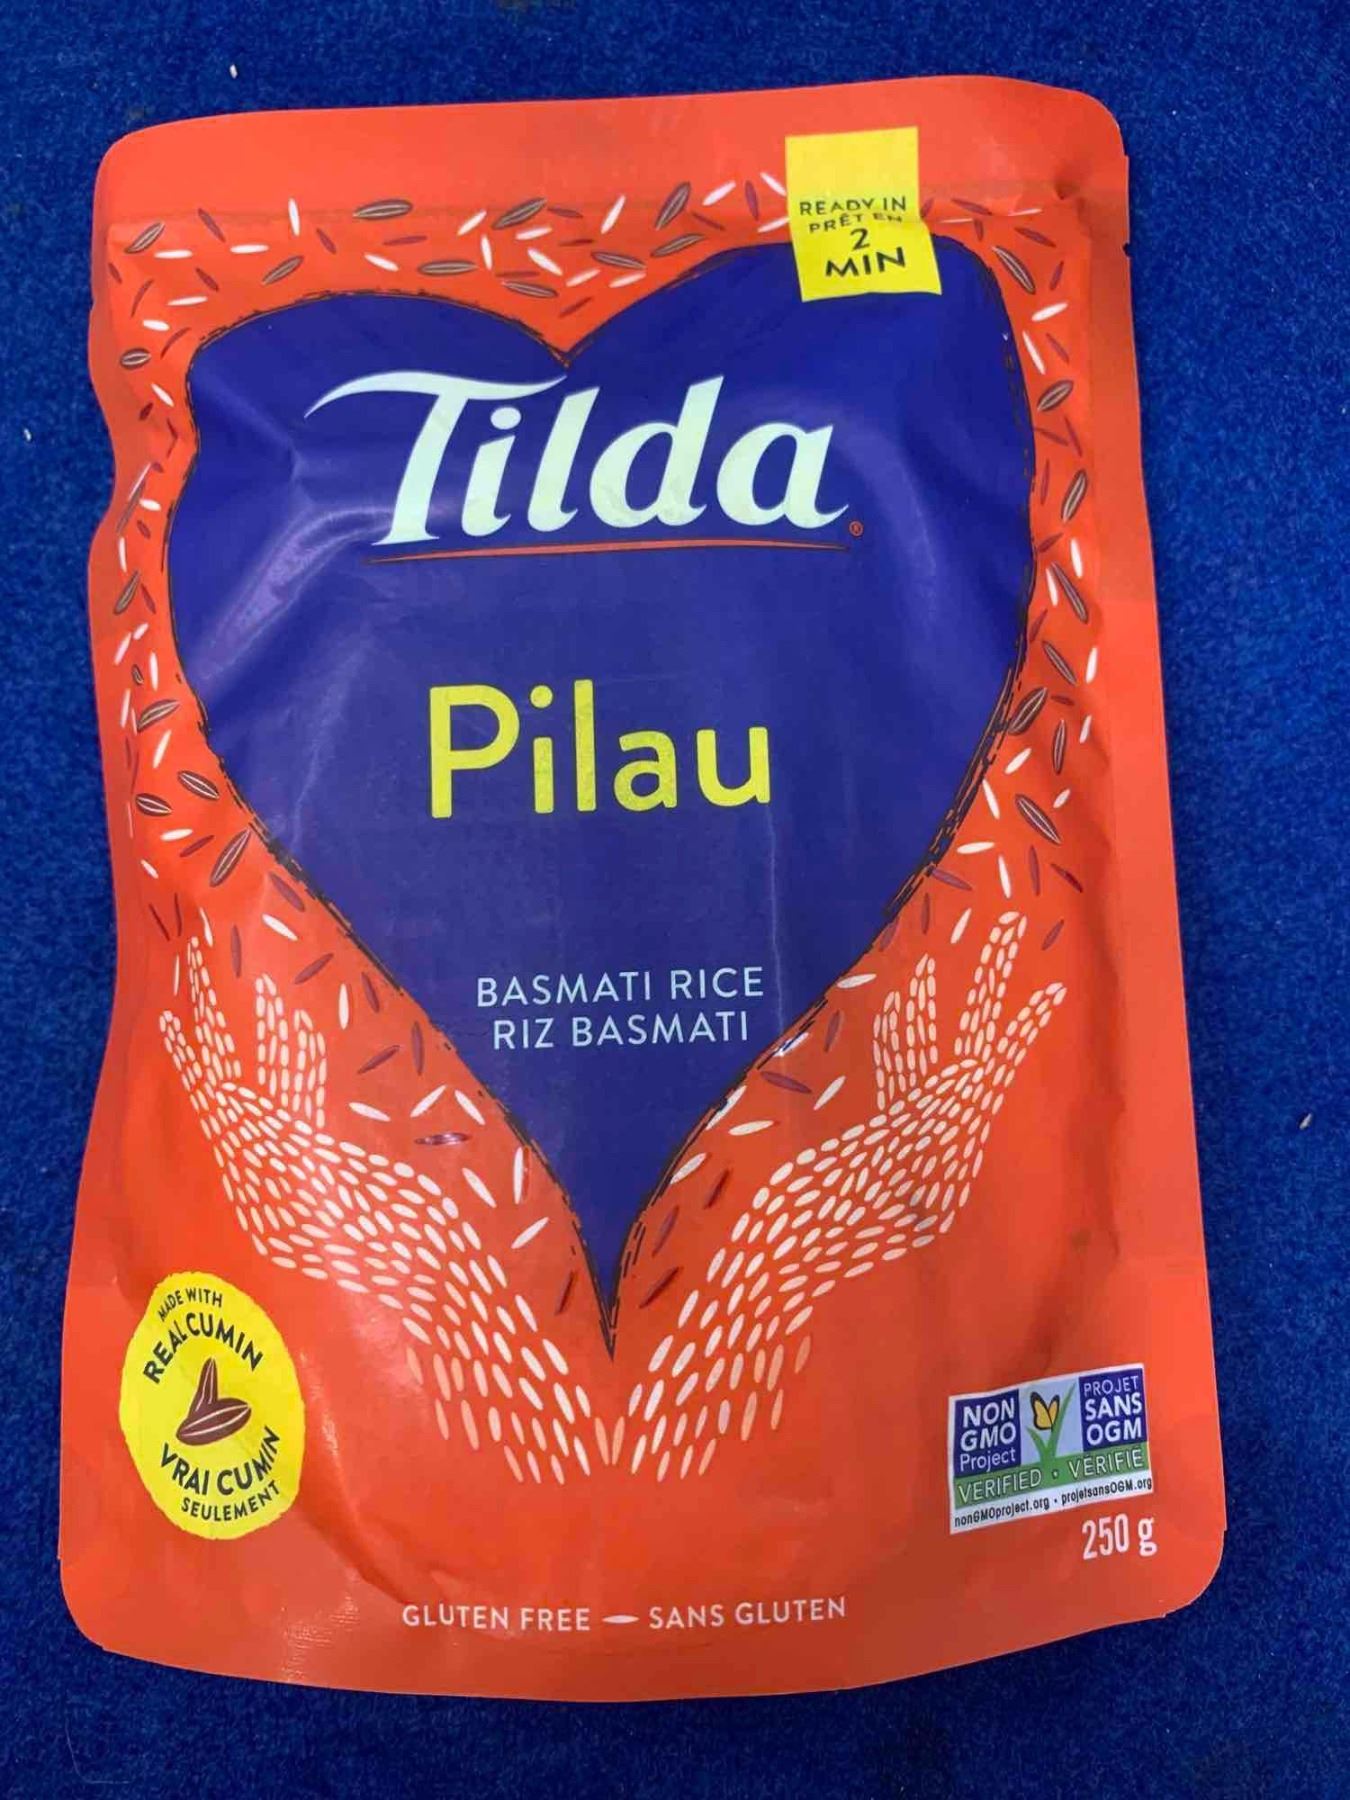 READY IN
PRÊT EN
2
MIN
Tilda®
Pilau
BASMATI RICE
RIZ BASMATI
MADE WITH
REAL CUMIN
VRAI CUMIN
SEULEMENT
NON
GMO
Project
PROJET
SANS
OGM
VERIFIED • VÉRIFIÉ
nonGMOproject.org • projetsansOGM.org
250 g
GLUTEN FREE — SANS GLUTEN